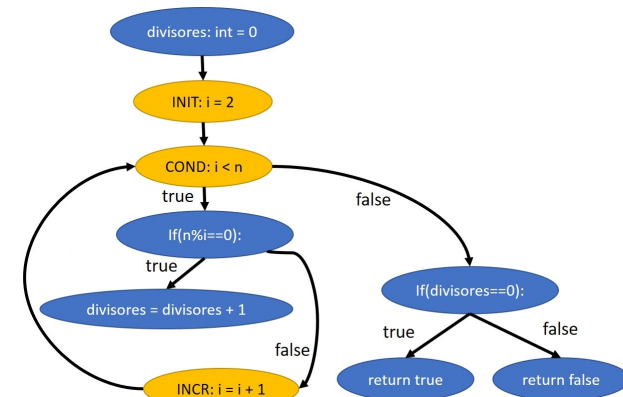 divisores: int = 0
INIT: i = 2
COND: i < n
true
false
If(n%i==0):
true
divisores = divisores + 1
If(divisores==0):
true
false
false
return true
return false
INCR: i = i + 1